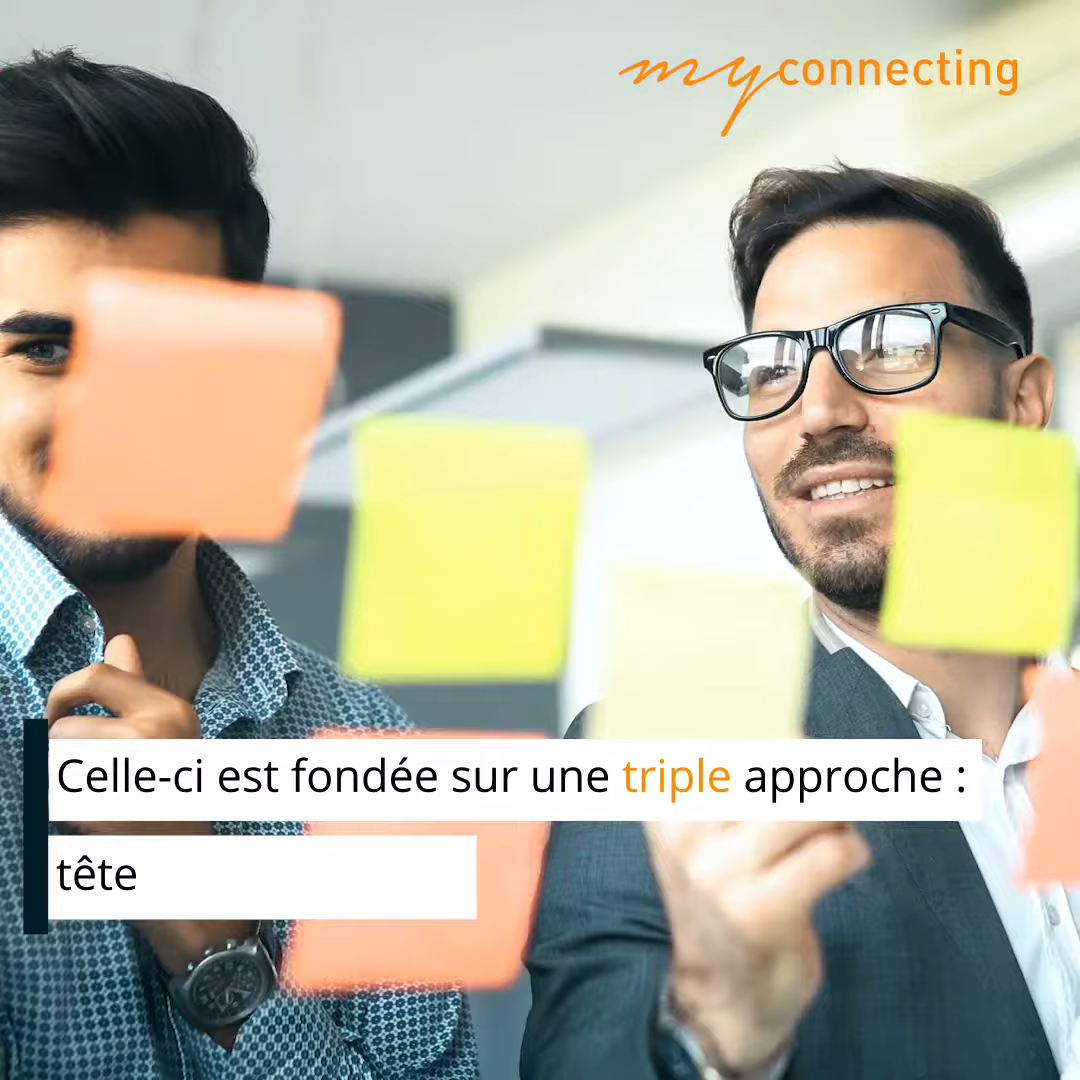 myconnecting
Celle-ci est fondée sur une triple approche :
tête